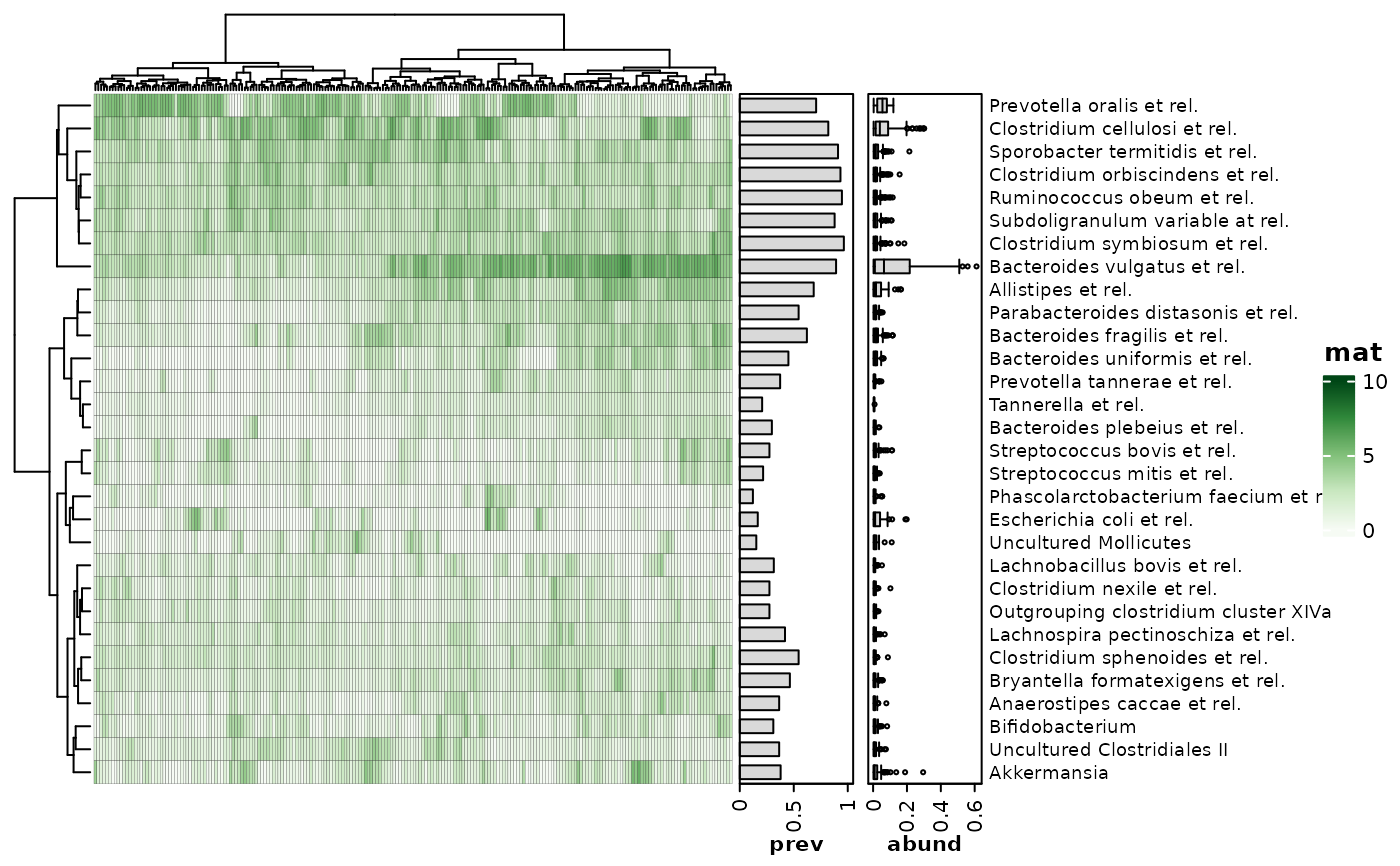 Prevotella oralis et rel.
Clostridium cellulosi et rel.
Sporobacter termitidis et rel.
Clostridium orbiscindens et rel.
Ruminococcus obeum et rel.
Subdoligranulum variable at rel.
Clostridium symbiosum et rel.
Bacteroides vulgatus et rel.
Allistipes et rel.
Parabacteroides distasonis et rel.
Bacteroides fragilis et rel.
Bacteroides uniformis et rel.
Prevotella tannerae et rel.
Tannerella et rel.
Bacteroides plebeius et rel.
Streptococcus bovis et rel.
Streptococcus mitis et rel.
Phascolarctobacterium faecium et r
Escherichia coli et rel.
Uncultured Mollicutes
Lachnobacillus bovis et rel.
Clostridium nexile et rel.
Outgrouping clostridium cluster XIVa
Lachnospira pectinoschiza et rel.
Clostridium sphenoides et rel.
Bryantella formatexigens et rel.
Anaerostipes caccae et rel.
Bifidobacterium
Uncultured Clostridiales II
Akkermansia
mat
10
5
0
0 0.5 1
0 0.2 0.4 0.6
prev
abund